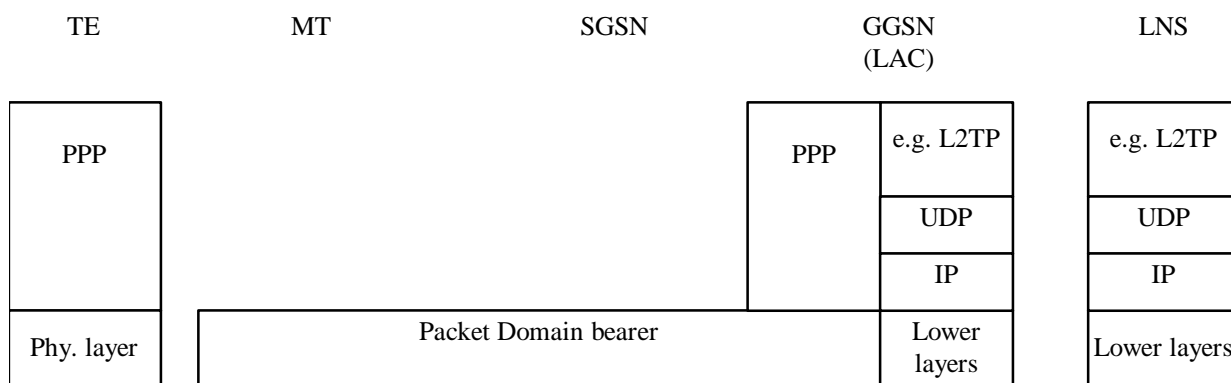 TE MT SGSN GGSN LNS
(LAC)
PPP PPP e.g. L2TP e.g. L2TP
UDP UDP
IP IP
Phy. layer Packet Domain bearer Lower layers Lower layers